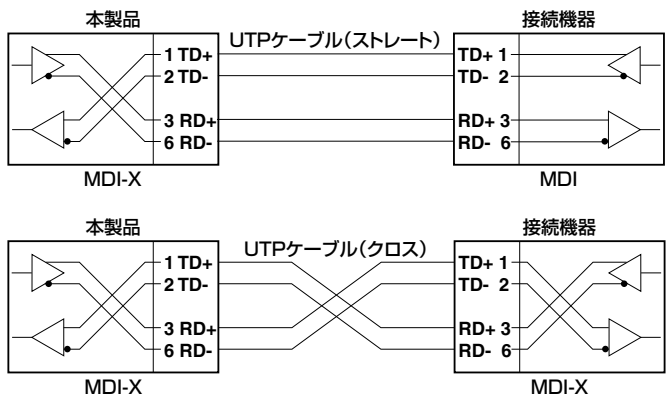 本製品
接続機器
UTPケーブル(ストレート)
1 TD+
2 TD-
3 RD+
6 RD-
TD+ 1
TD- 2
RD+ 3
RD- 6
MDI-X
MDI
本製品
接続機器
UTPケーブル(クロス)
1 TD+
2 TD-
3 RD+
6 RD-
TD+ 1
TD- 2
RD+ 3
RD- 6
MDI-X
MDI-X